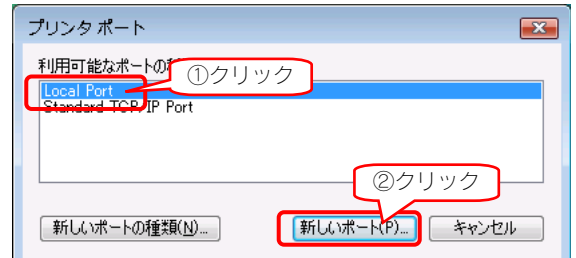 プリンタ ポート
利用可能なポートの種
①クリック
Local Port
Standard TCP/IP Port
②クリック
新しいポートの種類(N)...
新しいポート(P)...
キャンセル